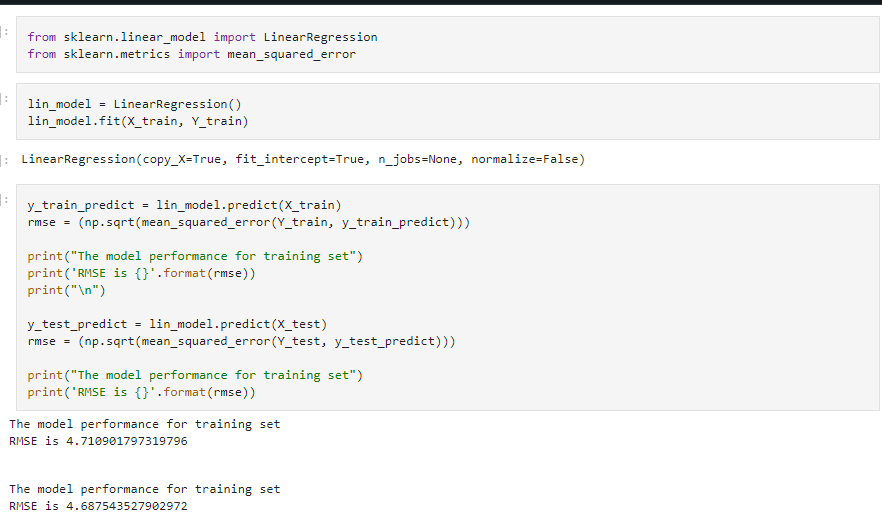 ]:
from sklearn.linear_model import LinearRegression
from sklearn.metrics import mean_squared_error
]:
lin_model = LinearRegression()
lin_model.fit(X_train, Y_train)
]: LinearRegression(copy_X=True, fit_intercept=True, n_jobs=None, normalize=False)
]:
y_train_predict = lin_model.predict(X_train)
rmse = (np.sqrt(mean_squared_error(Y_train, y_train_predict)))
print("The model performance for training set")
print('RMSE is {}'.format(rmse))
print("\n")
y_test_predict = lin_model.predict(X_test)
rmse = (np.sqrt(mean_squared_error(Y_test, y_test_predict)))
print("The model performance for training set")
print('RMSE is {}'.format(rmse))
The model performance for training set
RMSE is 4.710901797319796
The model performance for training set
RMSE is 4.687543527902972